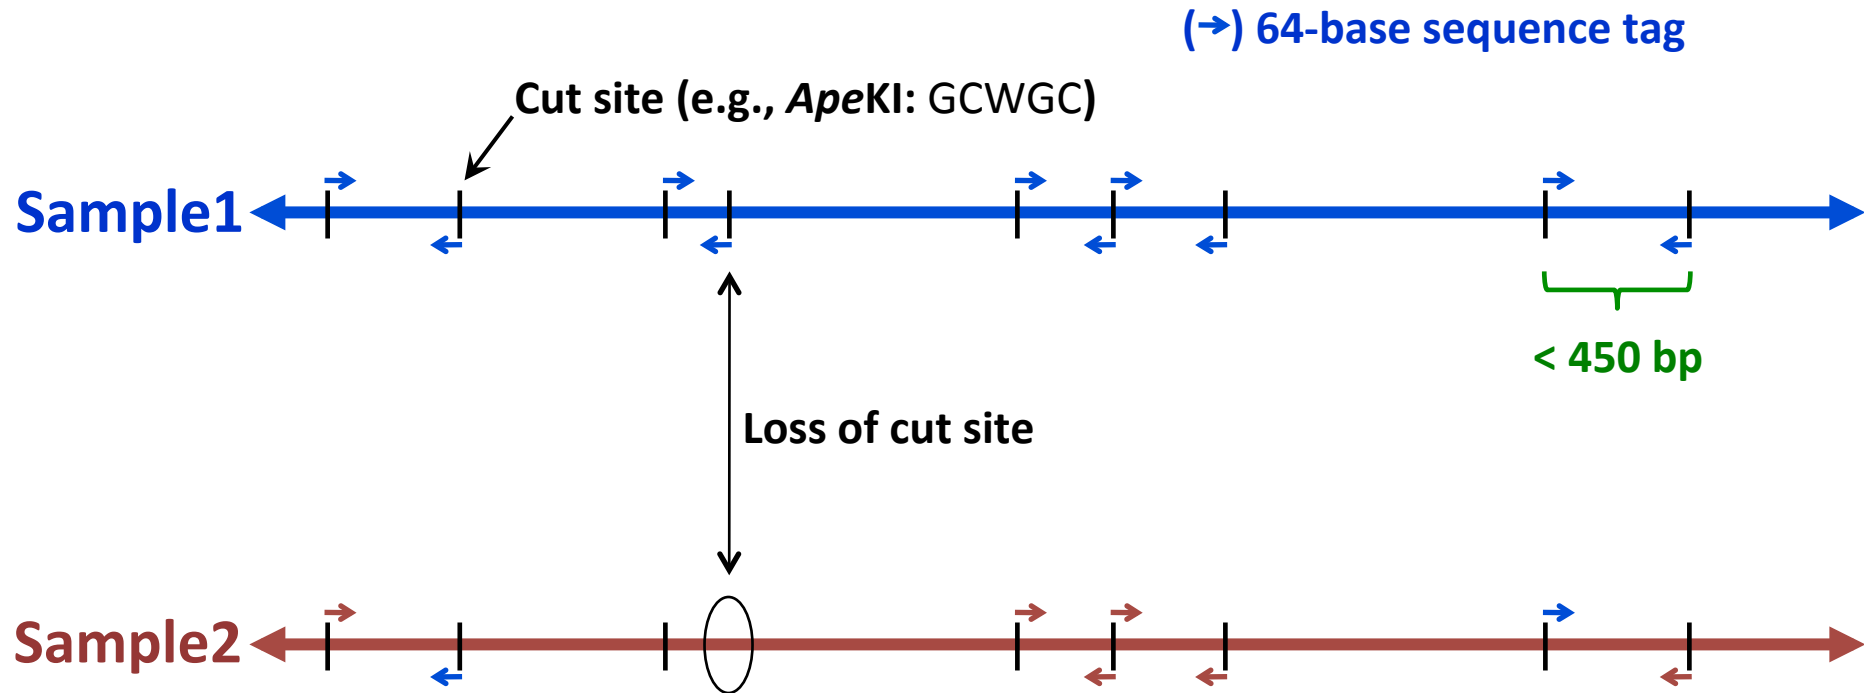 (→) 64-base sequence tag
Cut site (e.g., ApeKI: GCWGC)
Sample1
< 450 bp
Loss of cut site
Sample2